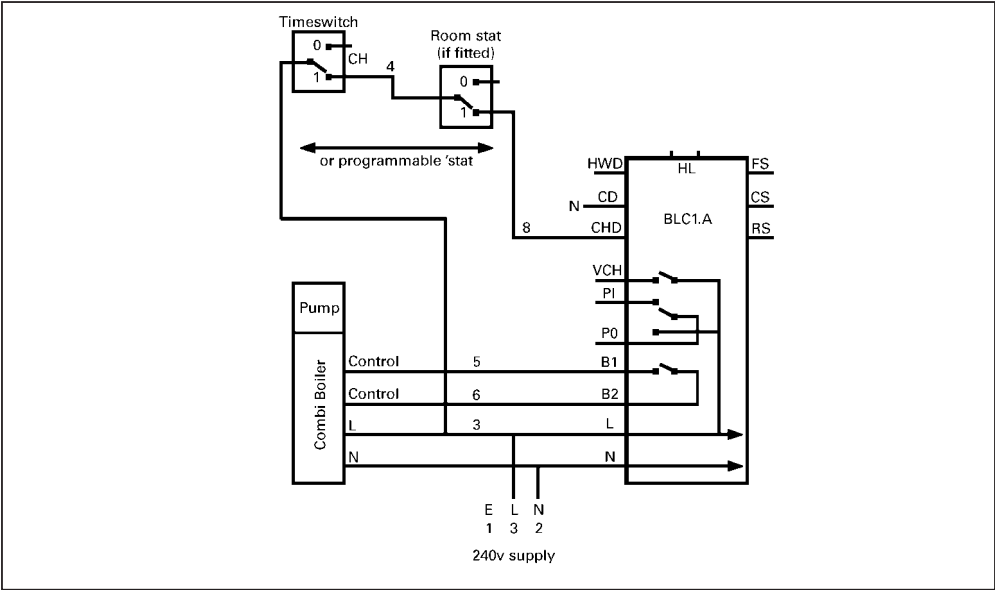 Timeswitch
0
CH
1
4
Room stat
(if fitted)
0
1
or programmable 'stat
HWD
HL
FS
N
CD
CS
BLC1.A
8
CHD
RS
VCH
PI
Pump
P0
Combi Boiler
Control
5
B1
Control
6
B2
L
3
L
N
N
E L N
1 3 2
240v supply